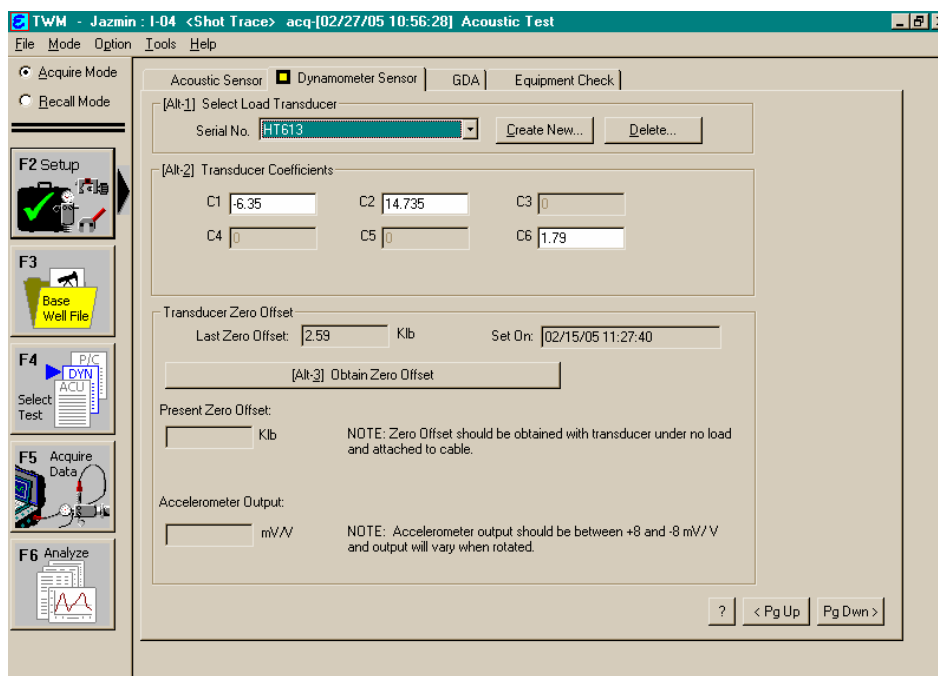 TWM - Jazmin : I-04 <Shot Trace> acq-[02/27/05 10:56:28] Acoustic Test
File Mode Option Tools Help
Acquire Mode
Recall Mode
F2 Setup
F3
Base
Well File
F4
P/C
DYN
ACU
Select
Test
F5 Acquire
Data
F6 Analyze
Acoustic Sensor Dynamometer Sensor GDA Equipment Check
[Alt-1] Select Load Transducer
Serial No. HT613 Create New... Delete...
[Alt-2] Transducer Coefficients
C1 -6.35 C2 14.735 C3 0
C4 0 C5 0 C6 1.79
Transducer Zero Offset
Last Zero Offset: 2.59 Klb Set On: 02/15/05 11:27:40
[Alt-3] Obtain Zero Offset
Present Zero Offset:
Klb NOTE: Zero Offset should be obtained with transducer under no load
and attached to cable.
Accelerometer Output:
mV/V NOTE: Accelerometer output should be between +8 and -8 mV/ V
and output will vary when rotated.
? < Pg Up Pg Dwn >